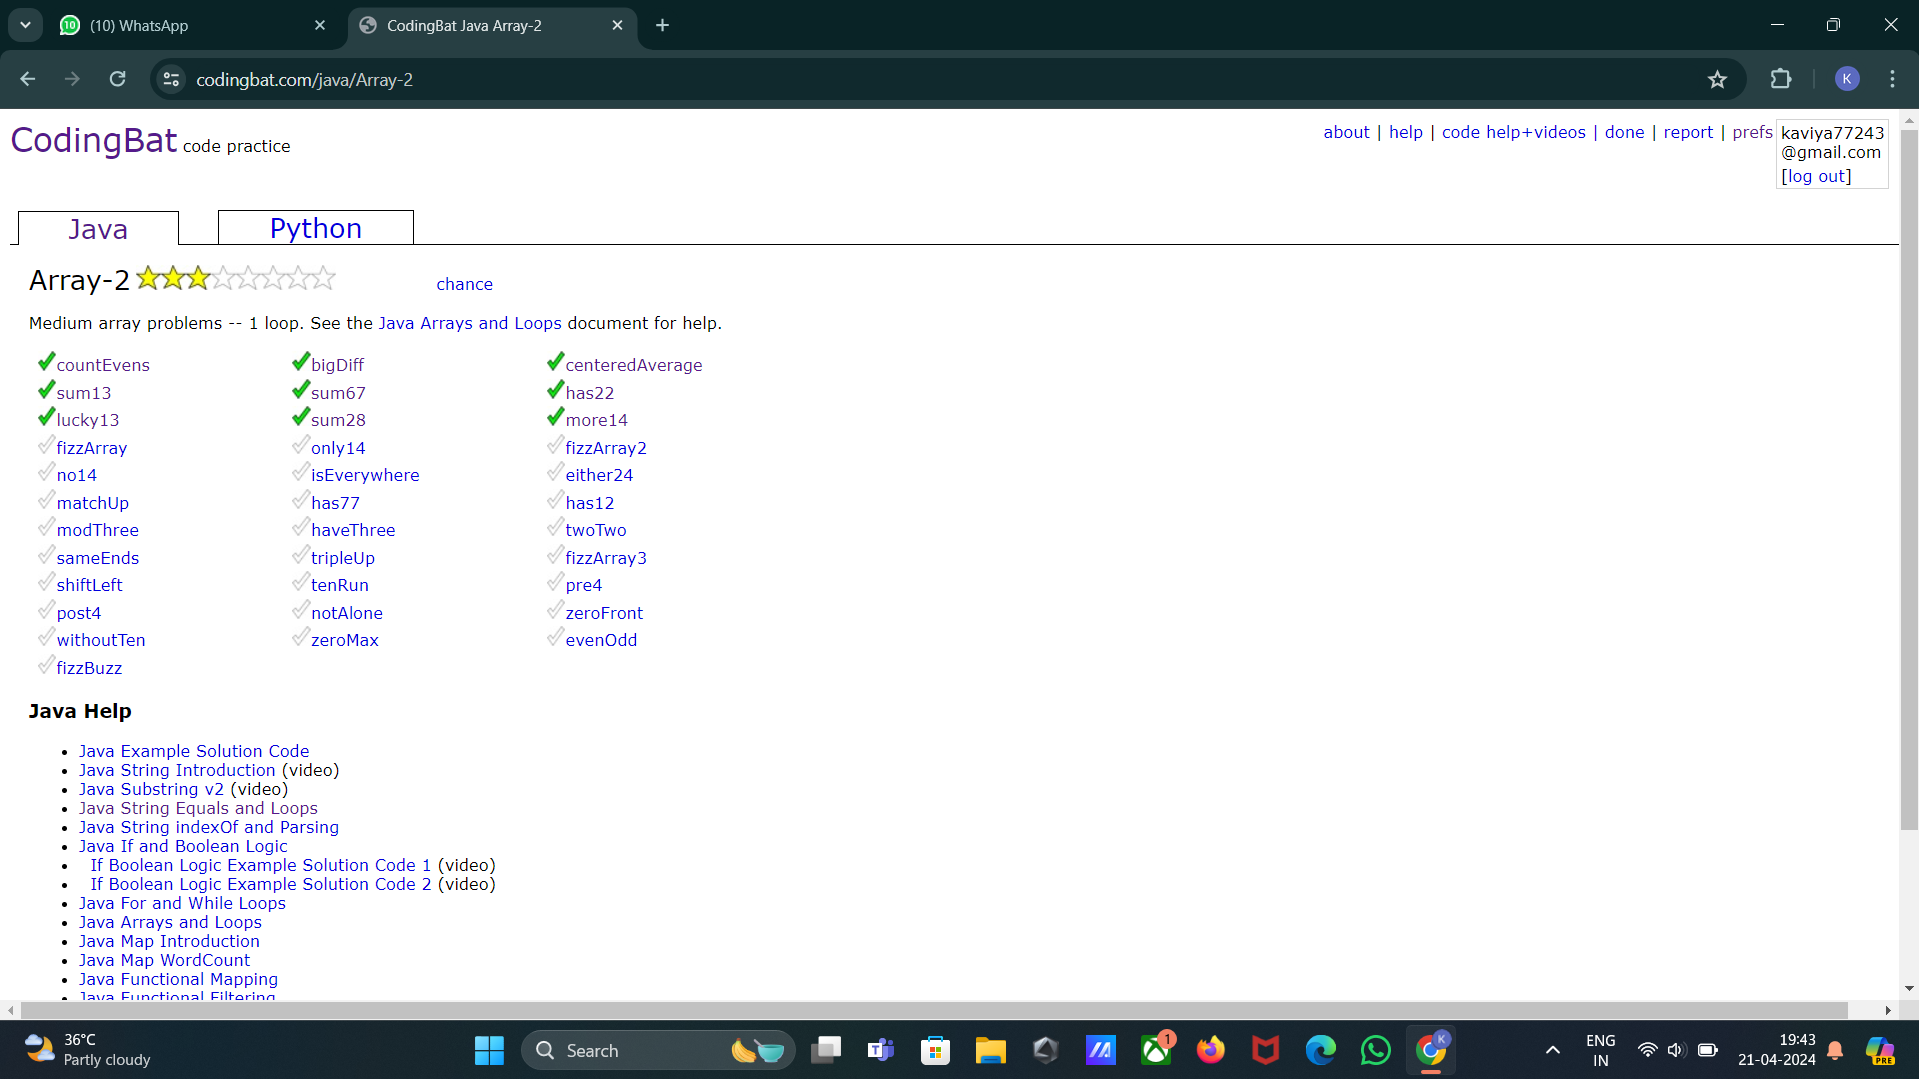 (10) WhatsApp
CodingBat Java Array-2
codingbat.com/java/Array-2
K
CodingBat code practice
about | help | code help+videos | done | report | prefs
kaviya77243
@gmail.com
[log out]
Java
Python
Array-2
chance
Medium array problems -- 1 loop. See the Java Arrays and Loops document for help.
countEvens bigDiff centeredAverage
sum13 sum67 has22
lucky13 sum28 more14
fizzArray only14 fizzArray2
no14 isEverywhere either24
matchUp has77 has12
modThree haveThree twoTwo
sameEnds tripleUp fizzArray3
shiftLeft tenRun pre4
post4 notAlone zeroFront
withoutTen zeroMax evenOdd
fizzBuzz
Java Help
• Java Example Solution Code
• Java String Introduction (video)
• Java Substring v2 (video)
• Java String Equals and Loops
• Java String indexOf and Parsing
• Java If and Boolean Logic
• If Boolean Logic Example Solution Code 1 (video)
• If Boolean Logic Example Solution Code 2 (video)
• Java For and While Loops
• Java Arrays and Loops
• Java Map Introduction
• Java Map WordCount
• Java Functional Mapping
• Java Functional Filtering
36°C
Partly cloudy
Search
1
K
ENG
IN
19:43
21-04-2024
PRE